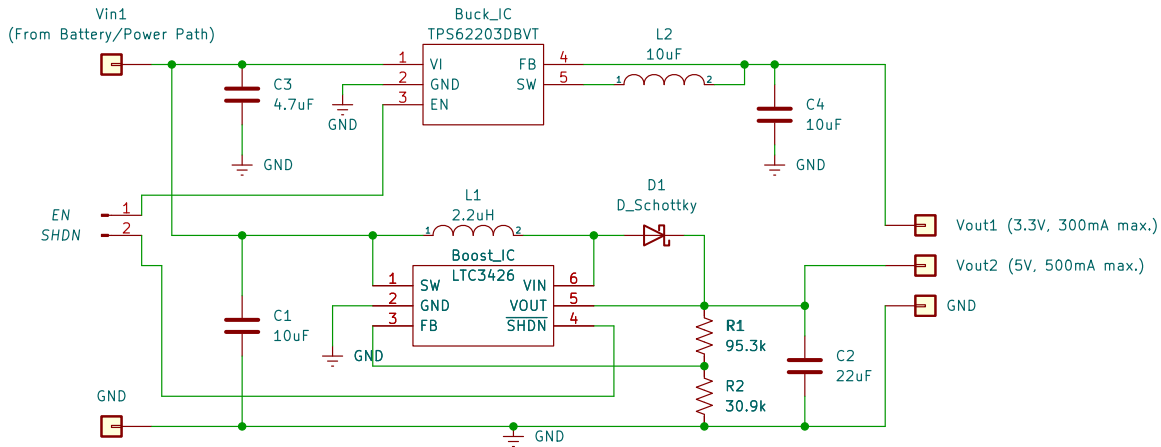 Vin1
(From Battery/Power Path)
Buck_IC
TPS62203DBVT
1
VI
2
GND
3
EN
FB
4
SW
5
L2
10uF
1
2
C3
4.7uF
GND
GND
C4
10uF
GND
EN
1
SHDN
2
L1
2.2uH
1
2
D1
D_Schottky
Boost_IC
LTC3426
1
SW
2
GND
3
FB
VIN
6
VOUT
5
SHDN
4
Vout1 (3.3V, 300mA max.)
Vout2 (5V, 500mA max.)
GND
C1
10uF
GND
R1
95.3k
R2
30.9k
C2
22uF
GND
GND